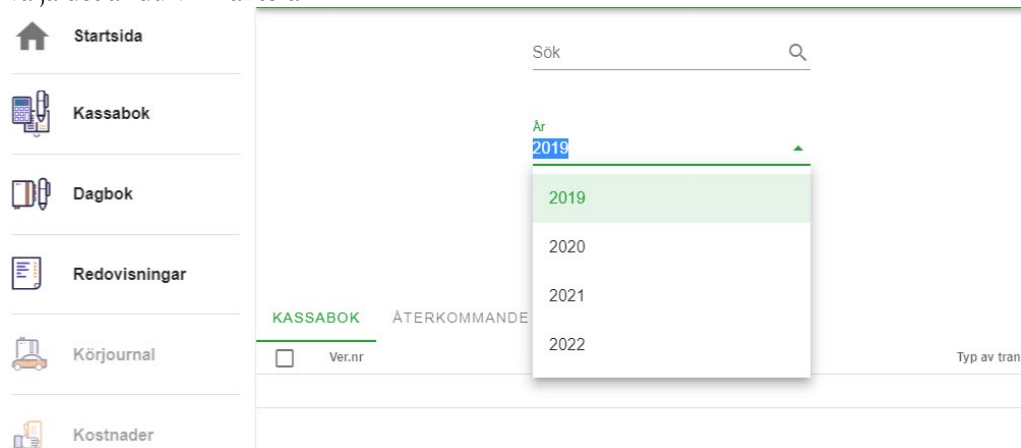 Startsida
Kassabok
Dagbok
Redovisningar
Körjournal
Kostnader
Sök
År
2019
2019
2020
2021
2022
KASSABOK ÅTERKOMMANDE
Ver.nr Typ av tran